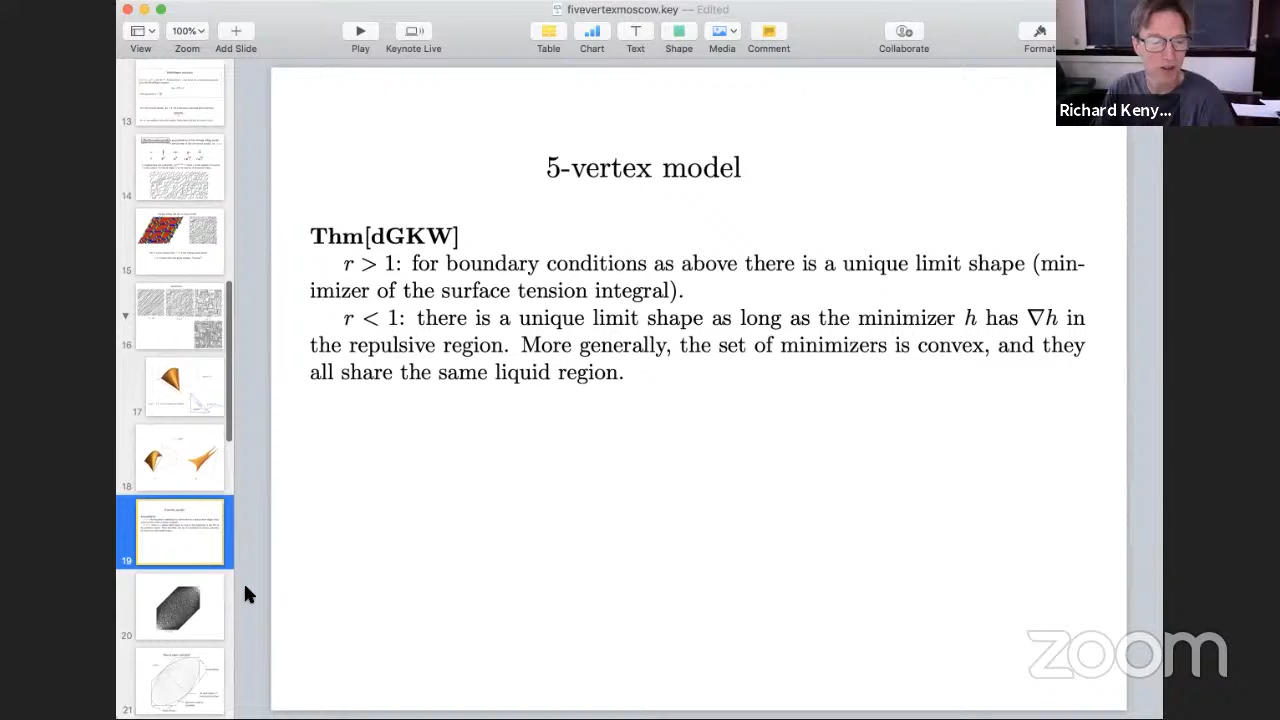 fivevertexmoscow.key — Edited
100%
View
Zoom
Add Slide
Play
Keynote Live
Table
Chart
Text
Shape
Media
Comment
Collaborate
Format
Richard Keny...
5-vertex model
Thm[dGKW]
r > 1: for boundary conditions as above there is a unique limit shape (min-
imizer of the surface tension integral).
r < 1: there is a unique limit shape as long as the minimizer h has ∇h in
the repulsive region. More generally, the set of minimizers is convex, and they
all share the same liquid region.
13
14
15
16
17
18
19
20
21
zoom